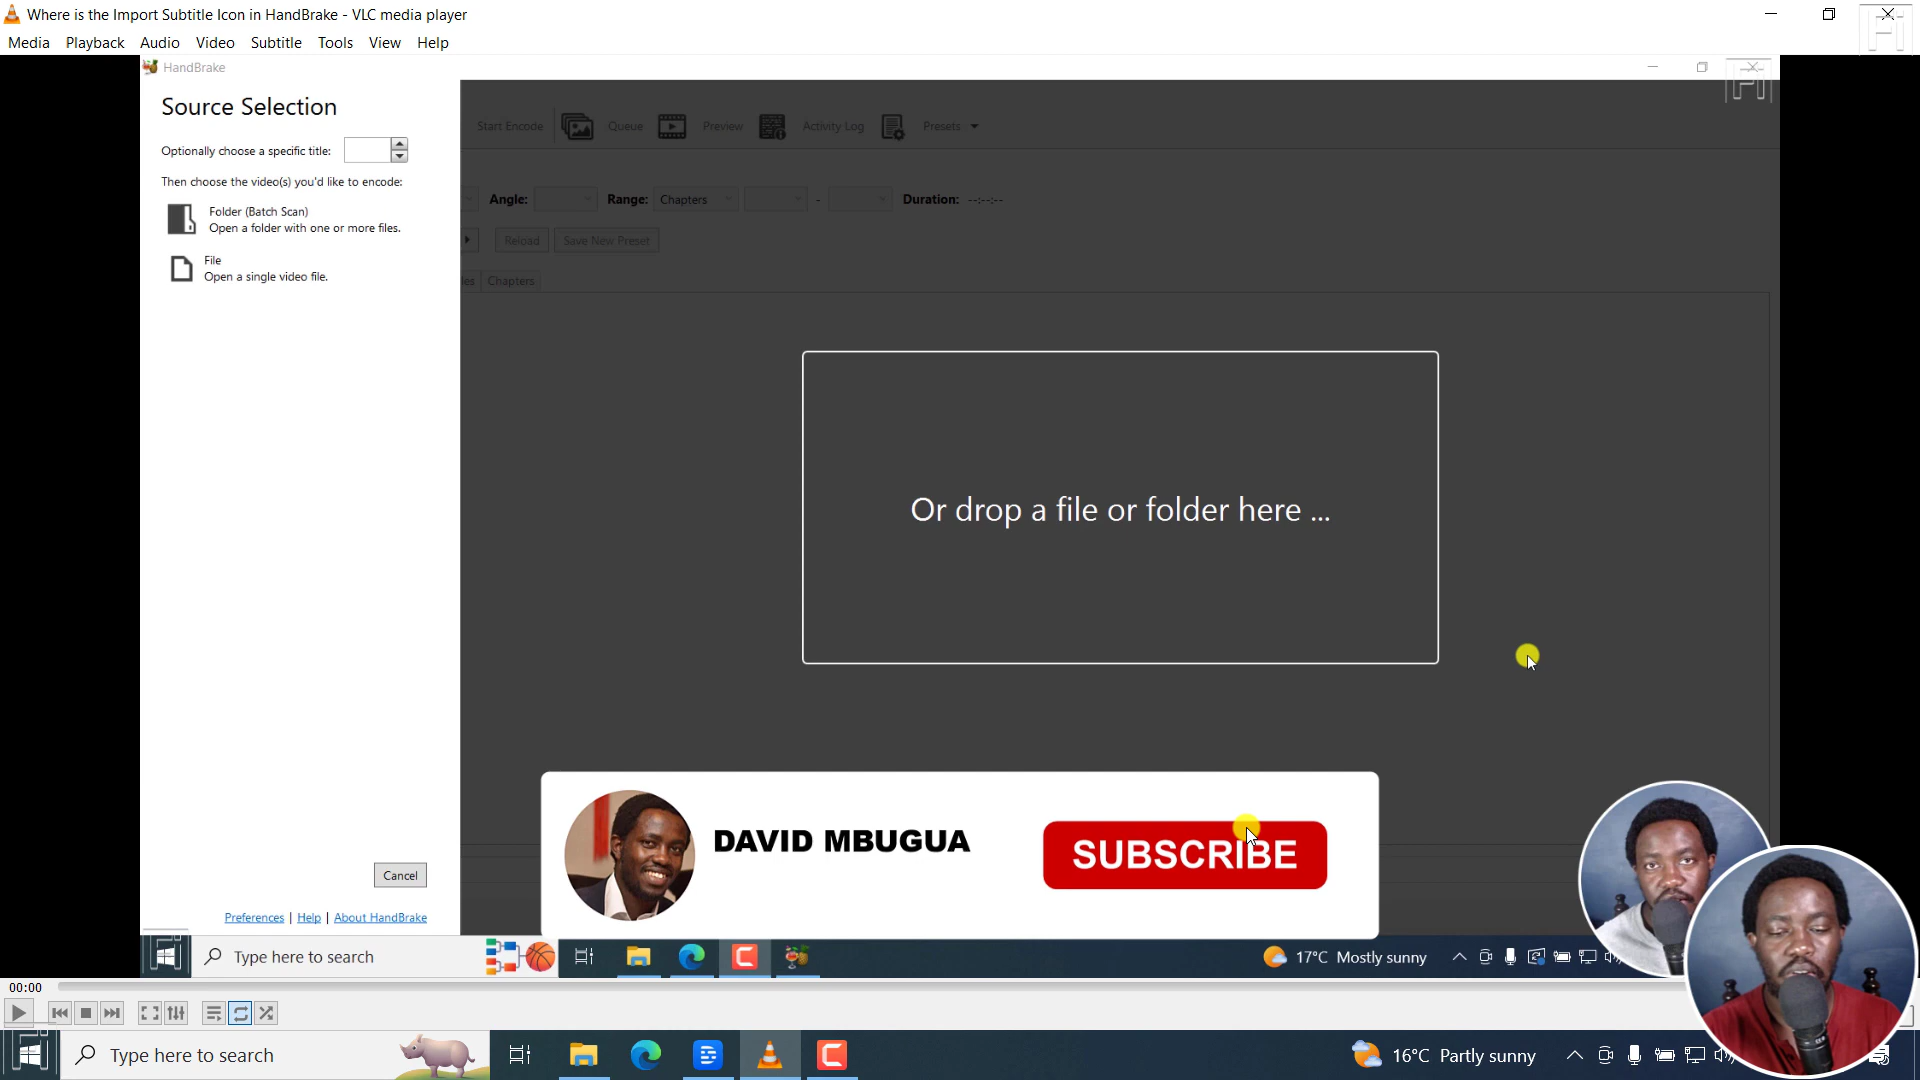 Where is the Import Subtitle Icon in HandBrake - VLC media player
Media Playback Audio Video Subtitle Tools View Help
HandBrake
Source Selection
Optionally choose a specific title:
Then choose the video(s) you'd like to encode:
Folder (Batch Scan)
Open a folder with one or more files.
File
Open a single video file.
Start Encode Queue Preview Activity Log Presets
Angle: Range: Chapters - Duration: --:--:--
Reload Save New Preset
les Chapters
Or drop a file or folder here ...
DAVID MBUGUA
SUBSCRIBE
Cancel
Preferences | Help | About HandBrake
Type here to search
17°C Mostly sunny
00:00
Type here to search
16°C Partly sunny